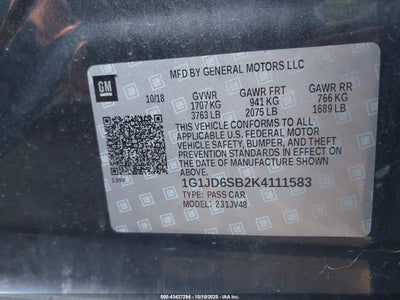 MFD BY GENERAL MOTORS LLC
GM
10/18
GVWR
1707 KG
3763 LB
GAWR FRT
941 KG
2075 LB
GAWR RR
766 KG
1689 LB
THIS VEHICLE CONFORMS TO ALL APPLICABLE
U.S. FEDERAL MOTOR VEHICLE
SAFETY, BUMPER, AND THEFT
PREVENTION STANDARDS IN EFFECT
ON THE DATE OF MANUFACTURE
SHOWN ABOVE.
1G1JD6SB2K4111583
TYPE: PASS CAR
MODEL: 231JV48
000-43427284 - 10/10/2025 -